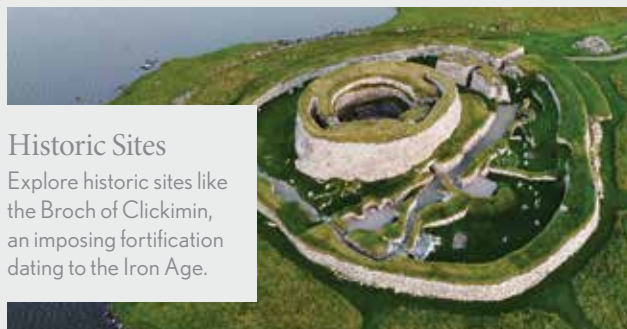 Historic Sites
Explore historic sites like
the Broch of Clickimin,
an imposing fortification
dating to the Iron Age.